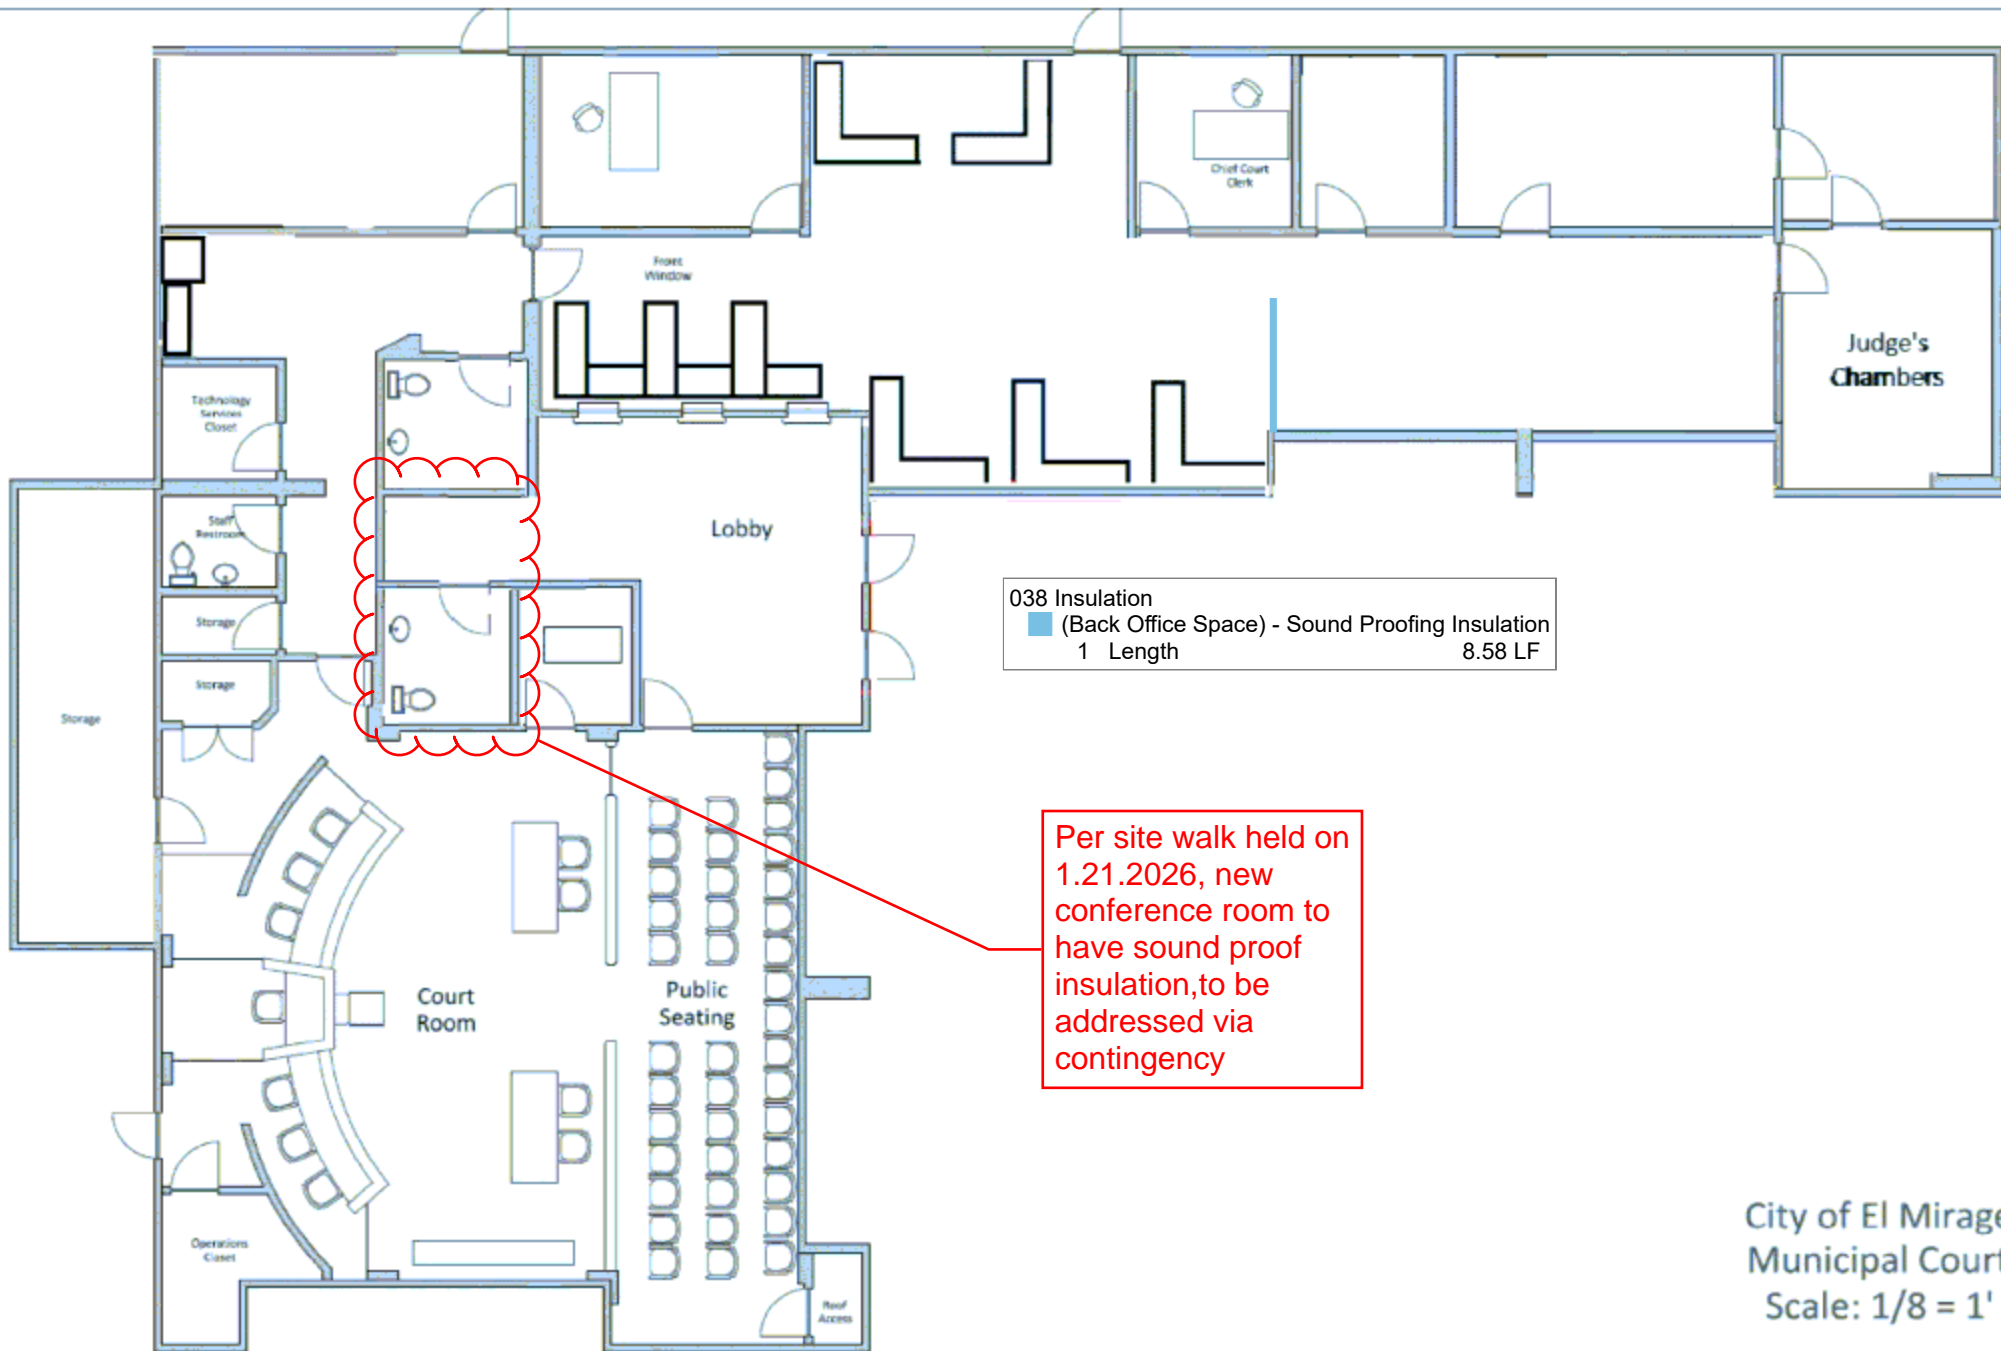 Chief Court
Clerk
Front
Window
Judge's
Chambers
Technology
Services
Closet
Staff
Restroom
Lobby
038 Insulation
(Back Office Space) - Sound Proofing Insulation
1 Length 8.58 LF
Storage
Storage
Storage
Per site walk held on
1.21.2026, new
conference room to
have sound proof
insulation,to be
addressed via
contingency
Court
Room
Public
Seating
Operations
Closet
Roof
Access
City of El Mirage
Municipal Court
Scale: 1/8 = 1'